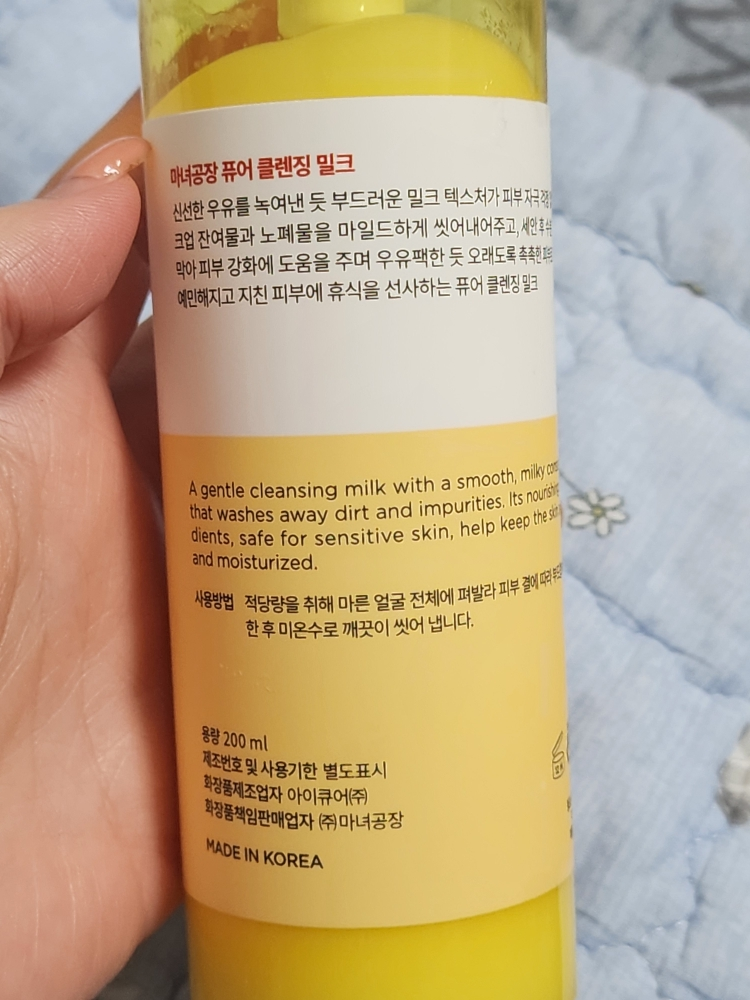 마녀공장 퓨어 클렌징 밀크
신선한 우유를 녹여낸 듯 부드러운 밀크 텍스처가 피부 자극 걱정
크업 잔여물과 노폐물을 마일드하게 씻어내어주고, 세안 후
막아 피부 강화에 도움을 주며 우유팩한 듯 오래도록 촉촉한
예민해지고 지친 피부에 휴식을 선사하는 퓨어 클렌징 밀크
A gentle cleansing milk with a smooth, milky
that washes away dirt and impurities. Its nourishing
dients, safe for sensitive skin, help keep the skin
and moisturized.
사용방법 적당량을 취해 마른 얼굴 전체에 펴발라 피부 결에 따라
한 후 미온수로 깨끗이 씻어 냅니다.
용량 200 ml
제조번호 및 사용기한 별도표시
화장품제조업자 아이큐어(주)
화장품책임판매업자 (주)마녀공장
MADE IN KOREA